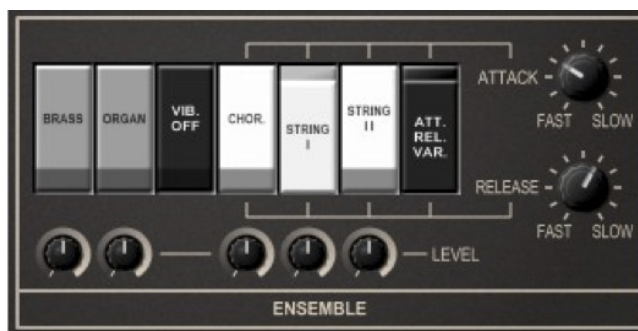 BRASS
ORGAN
VIB.
OFF
CHOR.
STRING
I
STRING
II
ATT.
REL.
VAR.
ATTACK
FAST SLOW
RELEASE
FAST SLOW
LEVEL
ENSEMBLE